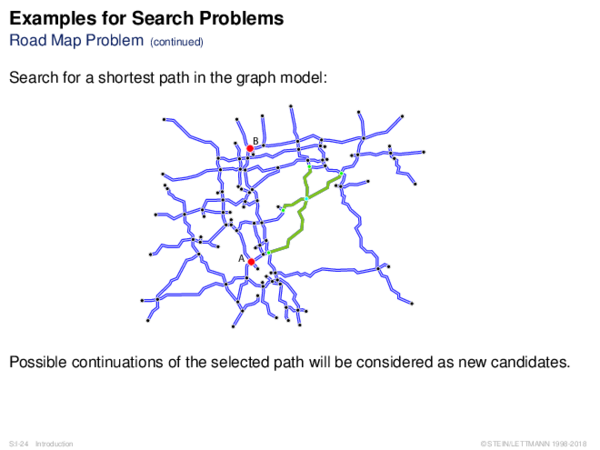 Examples for Search Problems
Road Map Problem (continued)
Search for a shortest path in the graph model:
B
A
Possible continuations of the selected path will be considered as new candidates.
S:I-24 Introduction
© STEIN/LETTMANN 1998-2018